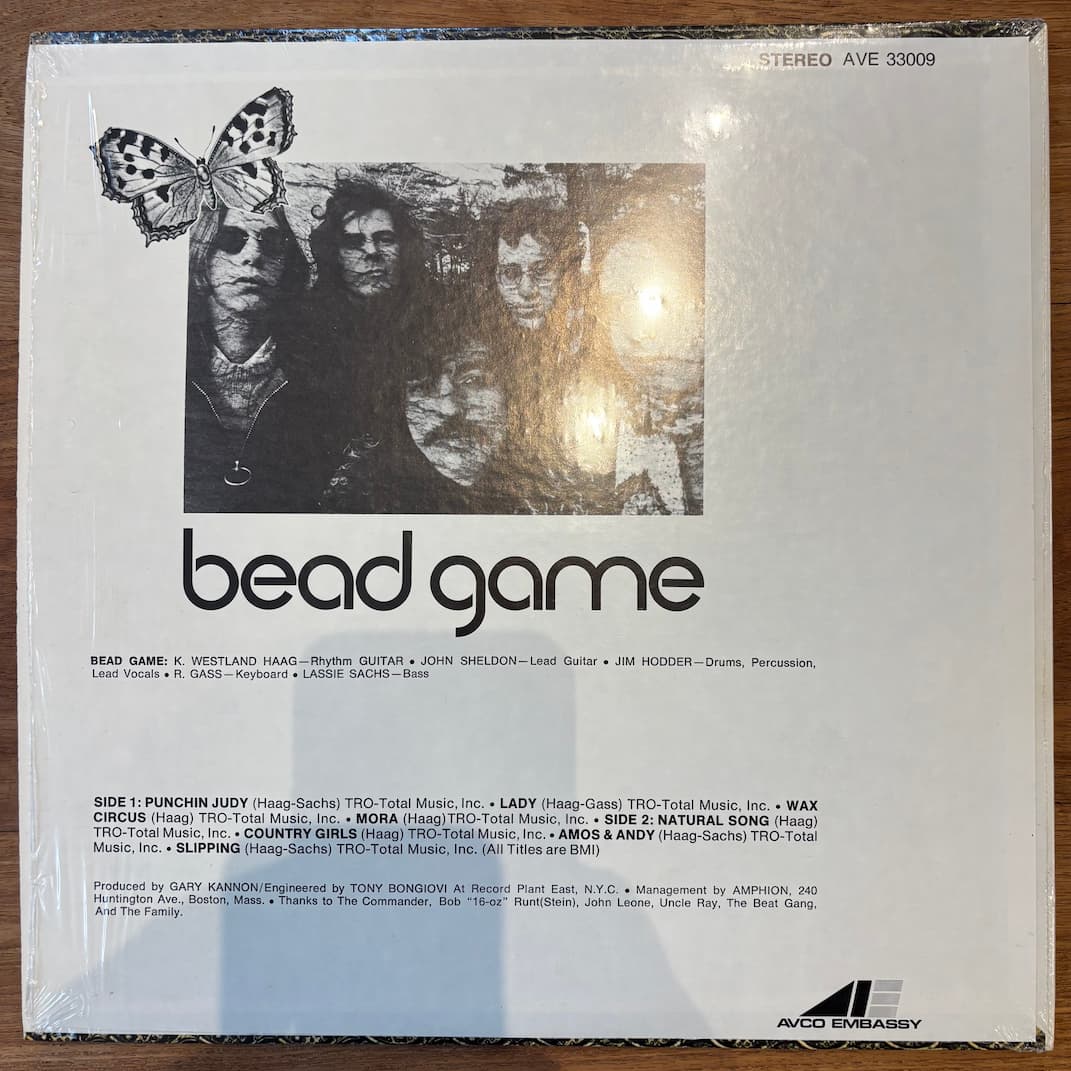 STEREO AVE 33009
bead game
BEAD GAME: K. WESTLAND HAAG—Rhythm GUITAR • JOHN SHELDON—Lead Guitar • JIM HODDER—Drums, Percussion,
Lead Vocals • R. GASS—Keyboard • LASSIE SACHS—Bass
SIDE 1: PUNCHIN JUDY (Haag-Sachs) TRO-Total Music, Inc. • LADY (Haag-Gass) TRO-Total Music, Inc. • WAX
CIRCUS (Haag) TRO-Total Music, Inc. • MORA (Haag)TRO-Total Music, Inc. • SIDE 2: NATURAL SONG (Haag)
TRO-Total Music, Inc. • COUNTRY GIRLS (Haag) TRO-Total Music, Inc. • AMOS & ANDY (Haag-Sachs) TRO-Total
Music, Inc. • SLIPPING (Haag-Sachs) TRO-Total Music, Inc. (All Titles are BMI)
Produced by GARY KANNON/Engineered by TONY BONGIOVI At Record Plant East, N.Y.C. • Management by AMPHION, 240
Huntington Ave., Boston, Mass. • Thanks to The Commander, Bob “16-oz” Runt(Stein), John Leone, Uncle Ray, The Beat Gang,
And The Family.
AE
AVCO EMBASSY